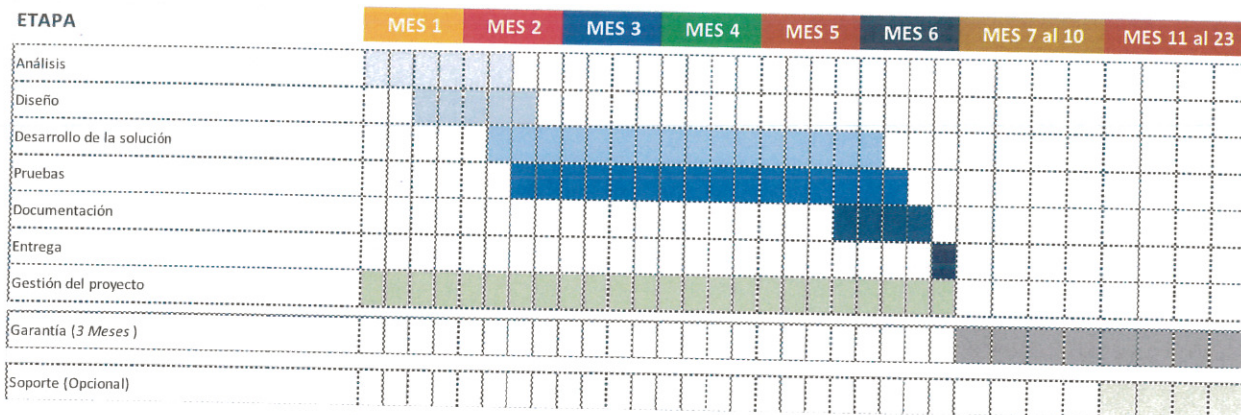 ETAPA
MES 1 MES 2 MES 3 MES 4 MES 5 MES 6 MES 7 al 10 MES 11 al 23
Análisis
Diseño
Desarrollo de la solución
Pruebas
Documentación
Entrega
Gestión del proyecto
Garantía (3 Meses )
Soporte (Opcional)